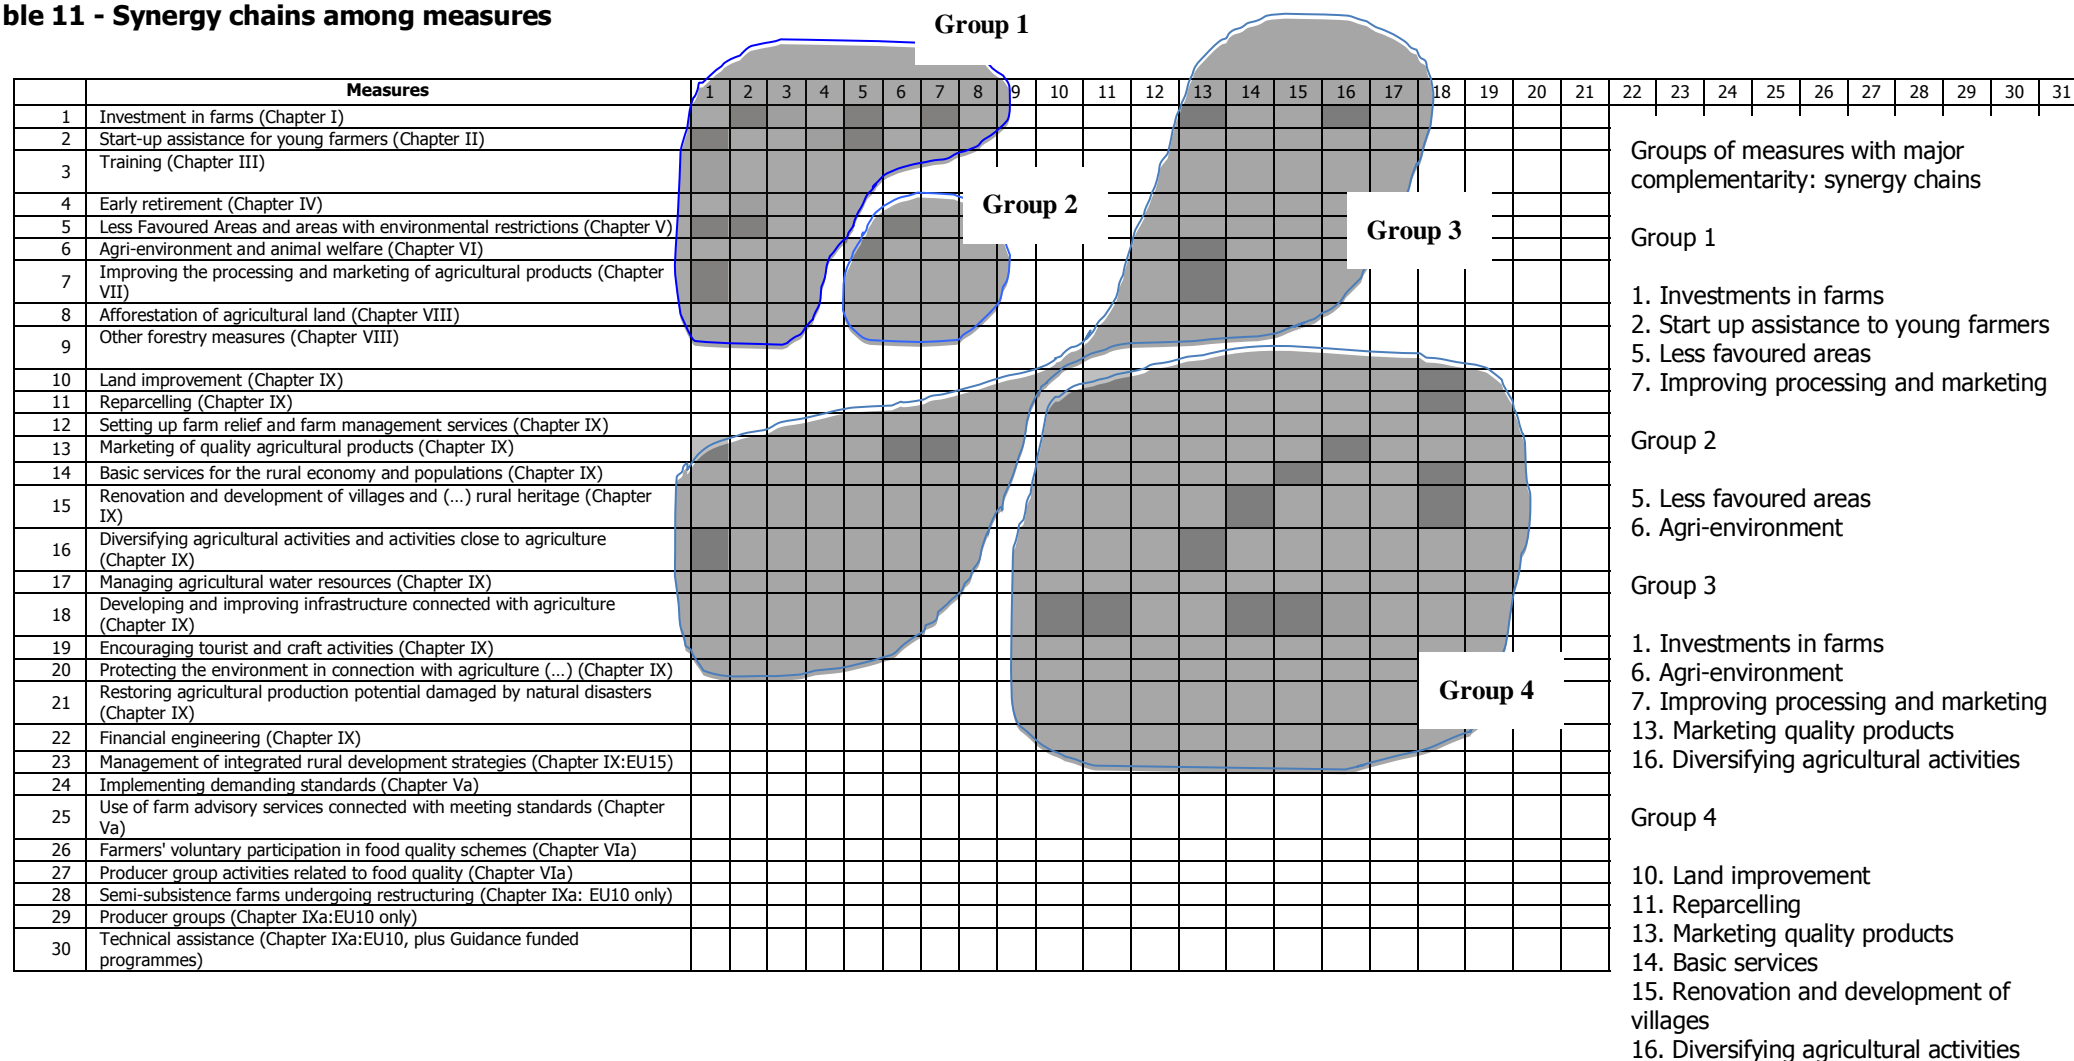 ble 11 - Synergy chains among measures
Group 1
Measures 1 2 3 4 5 6 7 8 9 10 11 12 13 14 15 16 17 18 19 20 21 22 23 24 25 26 27 28 29 30 31
1 Investment in farms (Chapter I)
2 Start-up assistance for young farmers (Chapter II)
3 Training (Chapter III)
4 Early retirement (Chapter IV)
5 Less Favoured Areas and areas with environmental restrictions (Chapter V)
6 Agri-environment and animal welfare (Chapter VI)
7 Improving the processing and marketing of agricultural products (Chapter
VII)
8 Afforestation of agricultural land (Chapter VIII)
9 Other forestry measures (Chapter VIII)
10 Land improvement (Chapter IX)
11 Reparcelling (Chapter IX)
12 Setting up farm relief and farm management services (Chapter IX)
13 Marketing of quality agricultural products (Chapter IX)
14 Basic services for the rural economy and populations (Chapter IX)
15 Renovation and development of villages and (...) rural heritage (Chapter
IX)
16 Diversifying agricultural activities and activities close to agriculture
(Chapter IX)
17 Managing agricultural water resources (Chapter IX)
18 Developing and improving infrastructure connected with agriculture
(Chapter IX)
19 Encouraging tourist and craft activities (Chapter IX)
20 Protecting the environment in connection with agriculture (...) (Chapter IX)
21 Restoring agricultural production potential damaged by natural disasters
(Chapter IX)
22 Financial engineering (Chapter IX)
23 Management of integrated rural development strategies (Chapter IX:EU15)
24 Implementing demanding standards (Chapter Va)
25 Use of farm advisory services connected with meeting standards (Chapter
Va)
26 Farmers' voluntary participation in food quality schemes (Chapter VIa)
27 Producer group activities related to food quality (Chapter VIa)
28 Semi-subsistence farms undergoing restructuring (Chapter IXa: EU10 only)
29 Producer groups (Chapter IXa:EU10 only)
30 Technical assistance (Chapter IXa:EU10, plus Guidance funded
programmes)
Group 2
Group 3
Group 4
Groups of measures with major
complementarity: synergy chains
Group 1
1. Investments in farms
2. Start up assistance to young farmers
5. Less favoured areas
7. Improving processing and marketing
Group 2
5. Less favoured areas
6. Agri-environment
Group 3
1. Investments in farms
6. Agri-environment
7. Improving processing and marketing
13. Marketing quality products
16. Diversifying agricultural activities
Group 4
10. Land improvement
11. Reparcelling
13. Marketing quality products
14. Basic services
15. Renovation and development of
villages
16. Diversifying agricultural activities